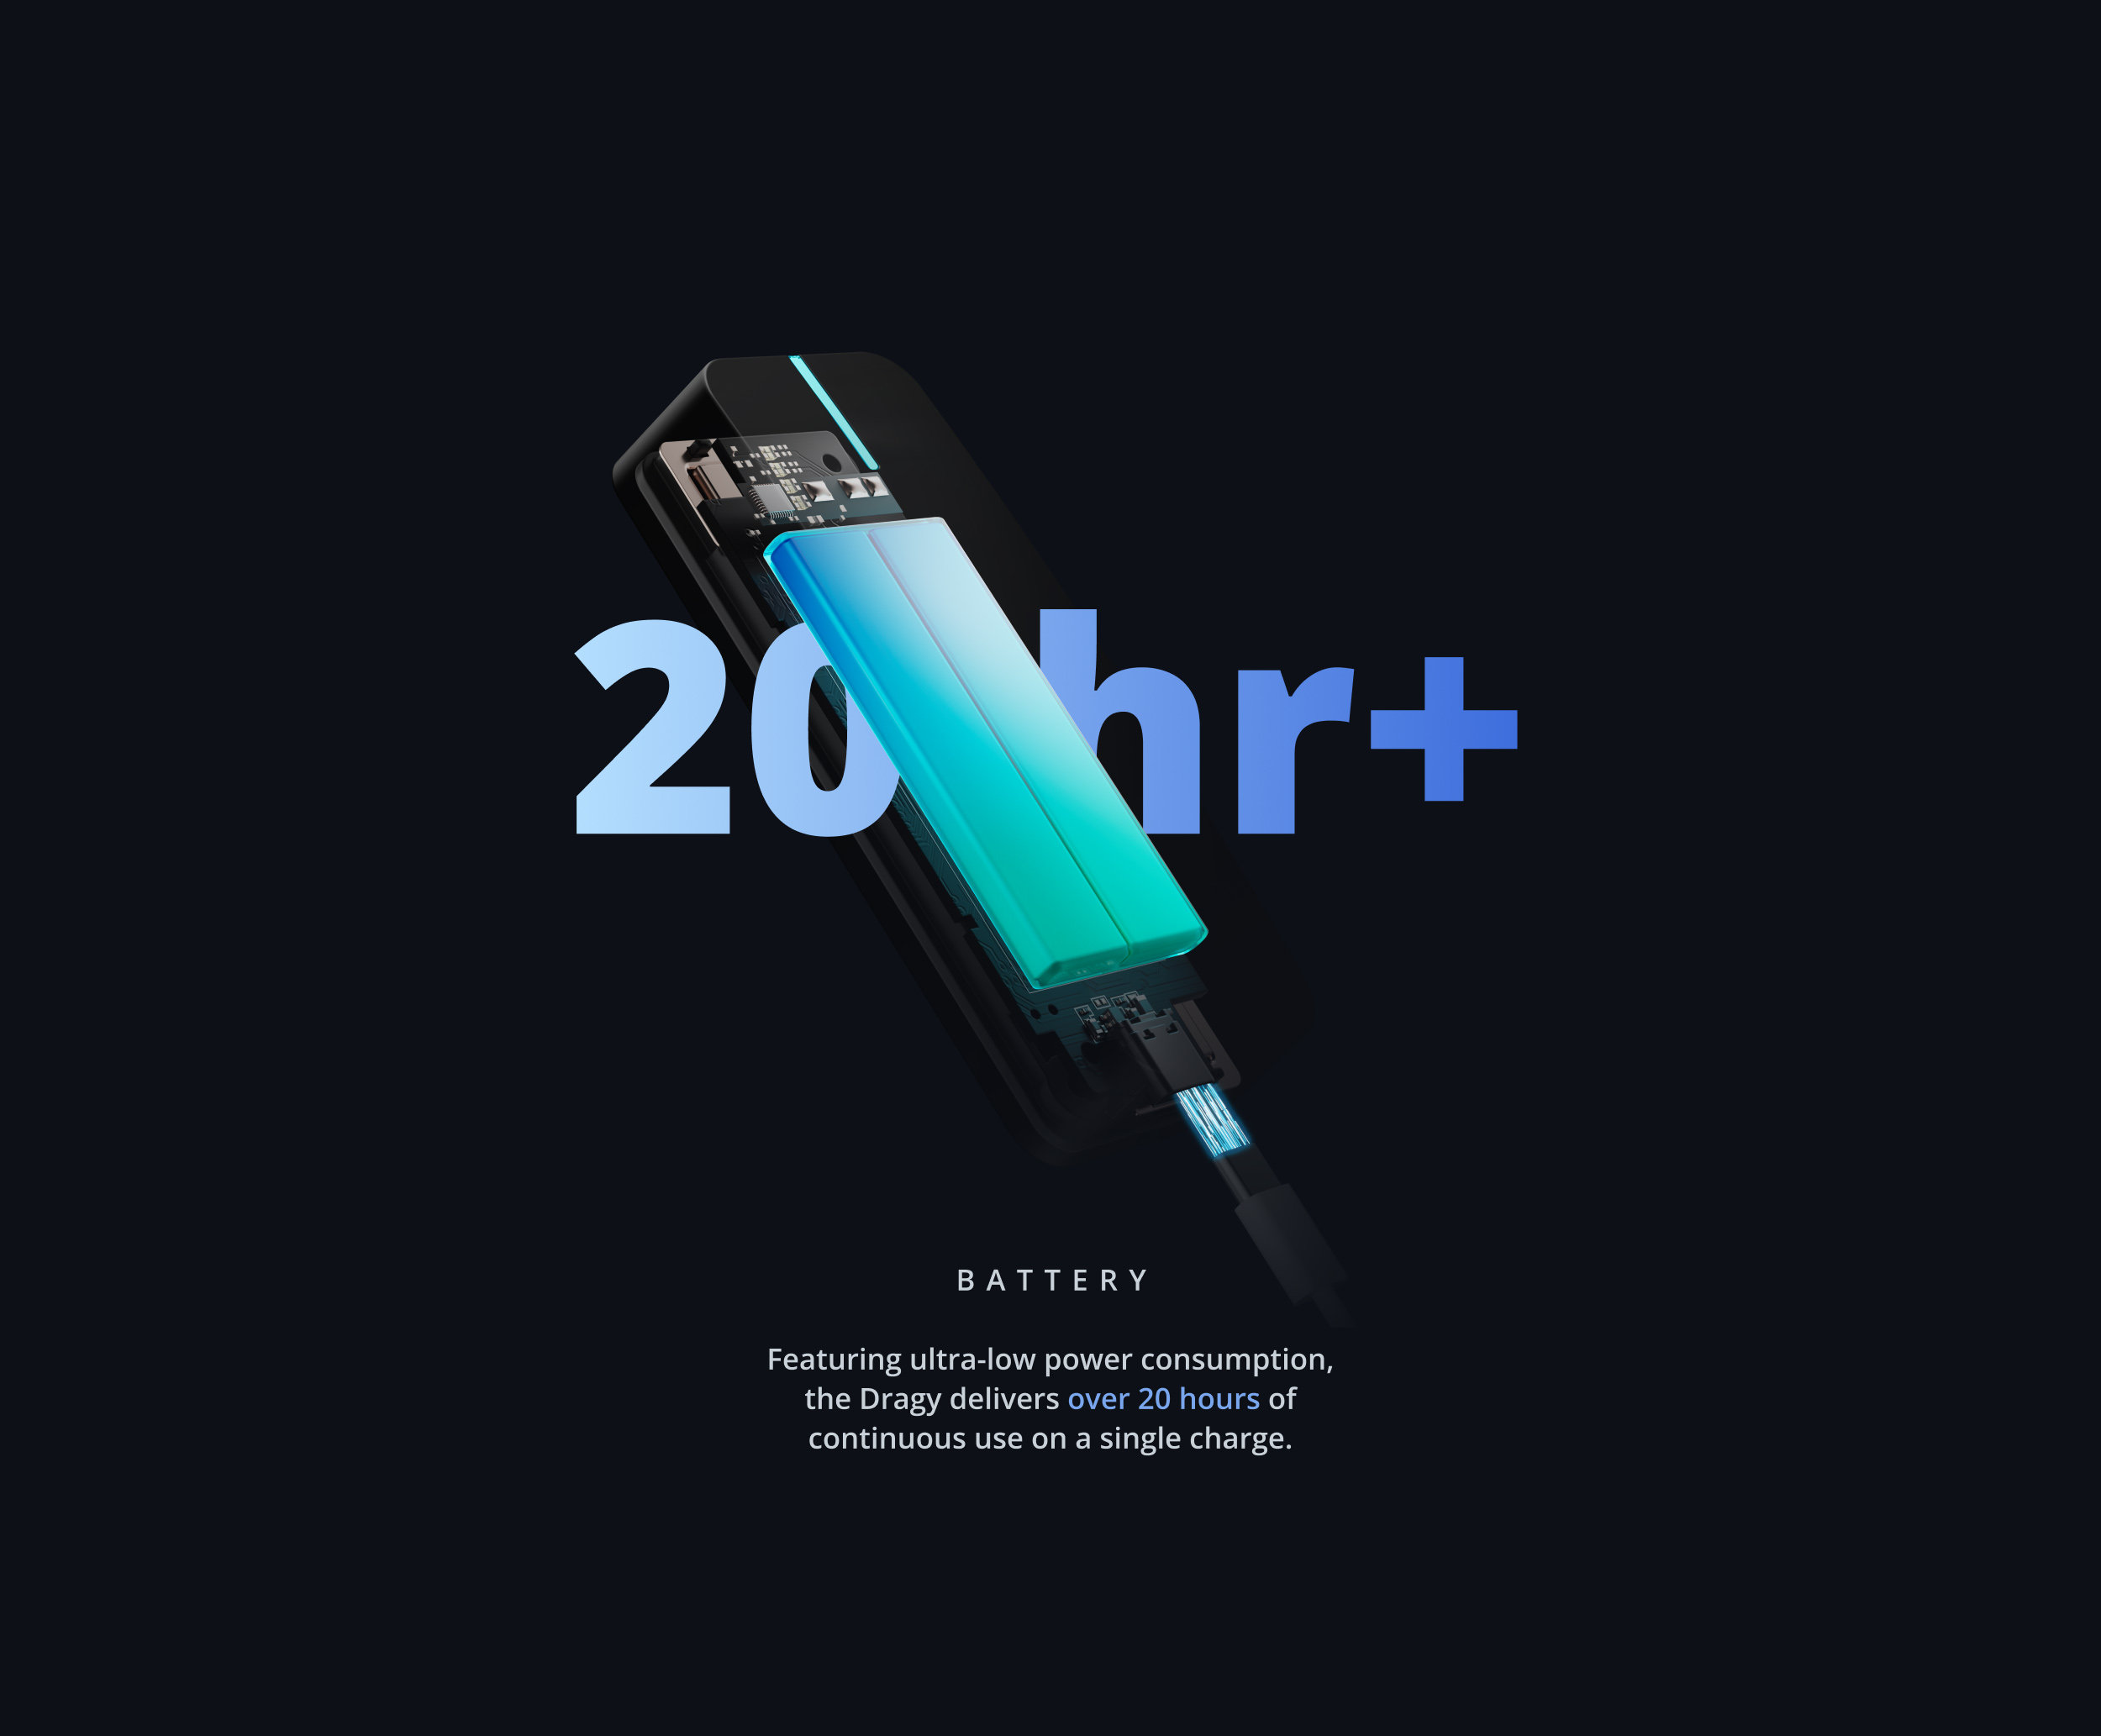 20hr+
BATTERY
Featuring ultra-low power consumption,
the Dragy delivers over 20 hours of
continuous use on a single charge.